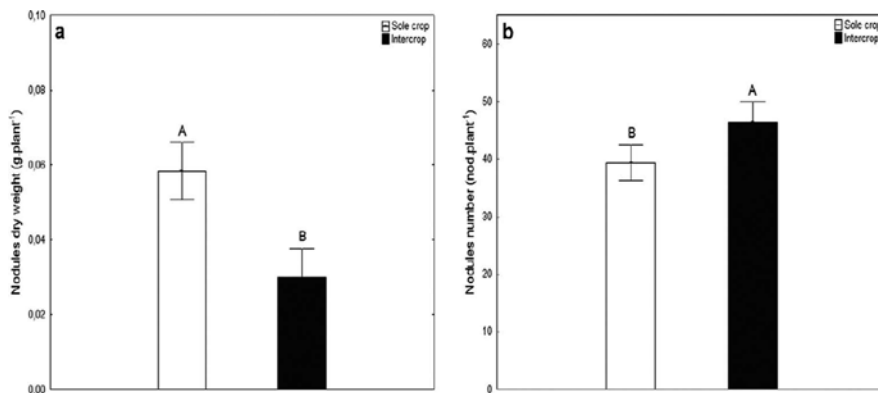 a
Sole crop
Intercrop
Nodules dry weight (g.plant⁻¹)
0,10
0,08
0,06
0,04
0,02
0.00
A
B
b
Sole crop
Intercrop
Nodules number (nod.plant⁻¹)
60
50
40
30
20
10
0
B
A